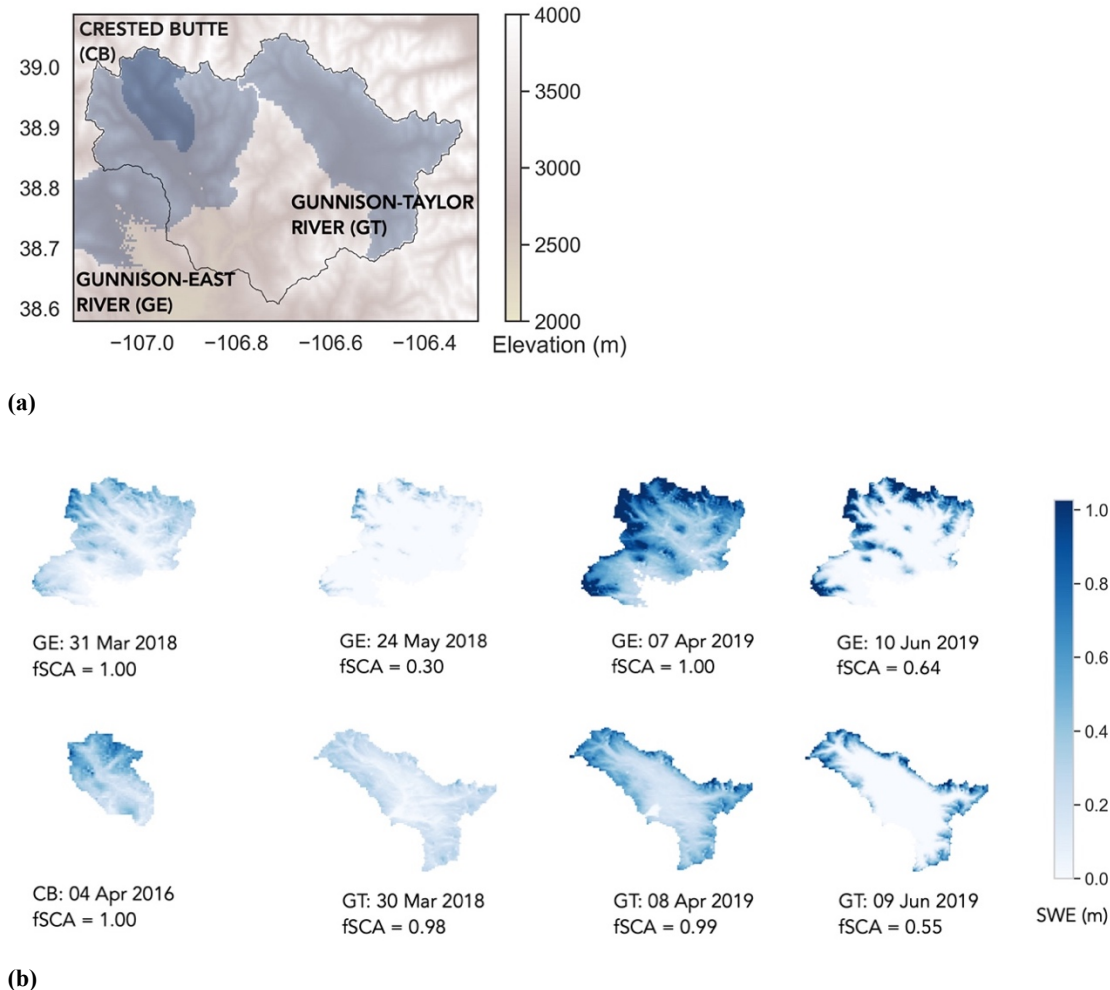 CRESTED BUTTE
(CB)
39.0
38.9
38.8
38.7
38.6
GUNNISON-TAYLOR
RIVER (GT)
GUNNISON-EAST
RIVER (GE)
−107.0 −106.8 −106.6 −106.4
4000
3500
3000
2500
2000
Elevation (m)
(a)
GE: 31 Mar 2018
fSCA = 1.00
GE: 24 May 2018
fSCA = 0.30
GE: 07 Apr 2019
fSCA = 1.00
GE: 10 Jun 2019
fSCA = 0.64
CB: 04 Apr 2016
fSCA = 1.00
GT: 30 Mar 2018
fSCA = 0.98
GT: 08 Apr 2019
fSCA = 0.99
GT: 09 Jun 2019
fSCA = 0.55
1.0
0.8
0.6
0.4
0.2
0.0
SWE (m)
(b)